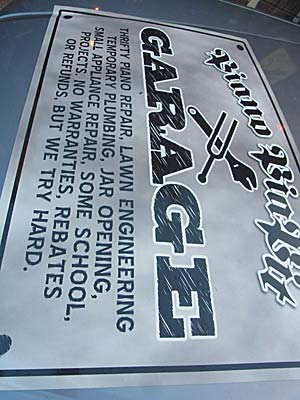 Piano
GARAGE
THRIFTY PIANO REPAIR, LAWN ENGINEERING
TEMPORARY PLUMBING, JAR OPENING,
SMALL APPLIANCE REPAIR, SOME SCHOOL,
PROJECTS. NO WARRANTIES, REBATES
OR REFUNDS, BUT WE TRY HARD.